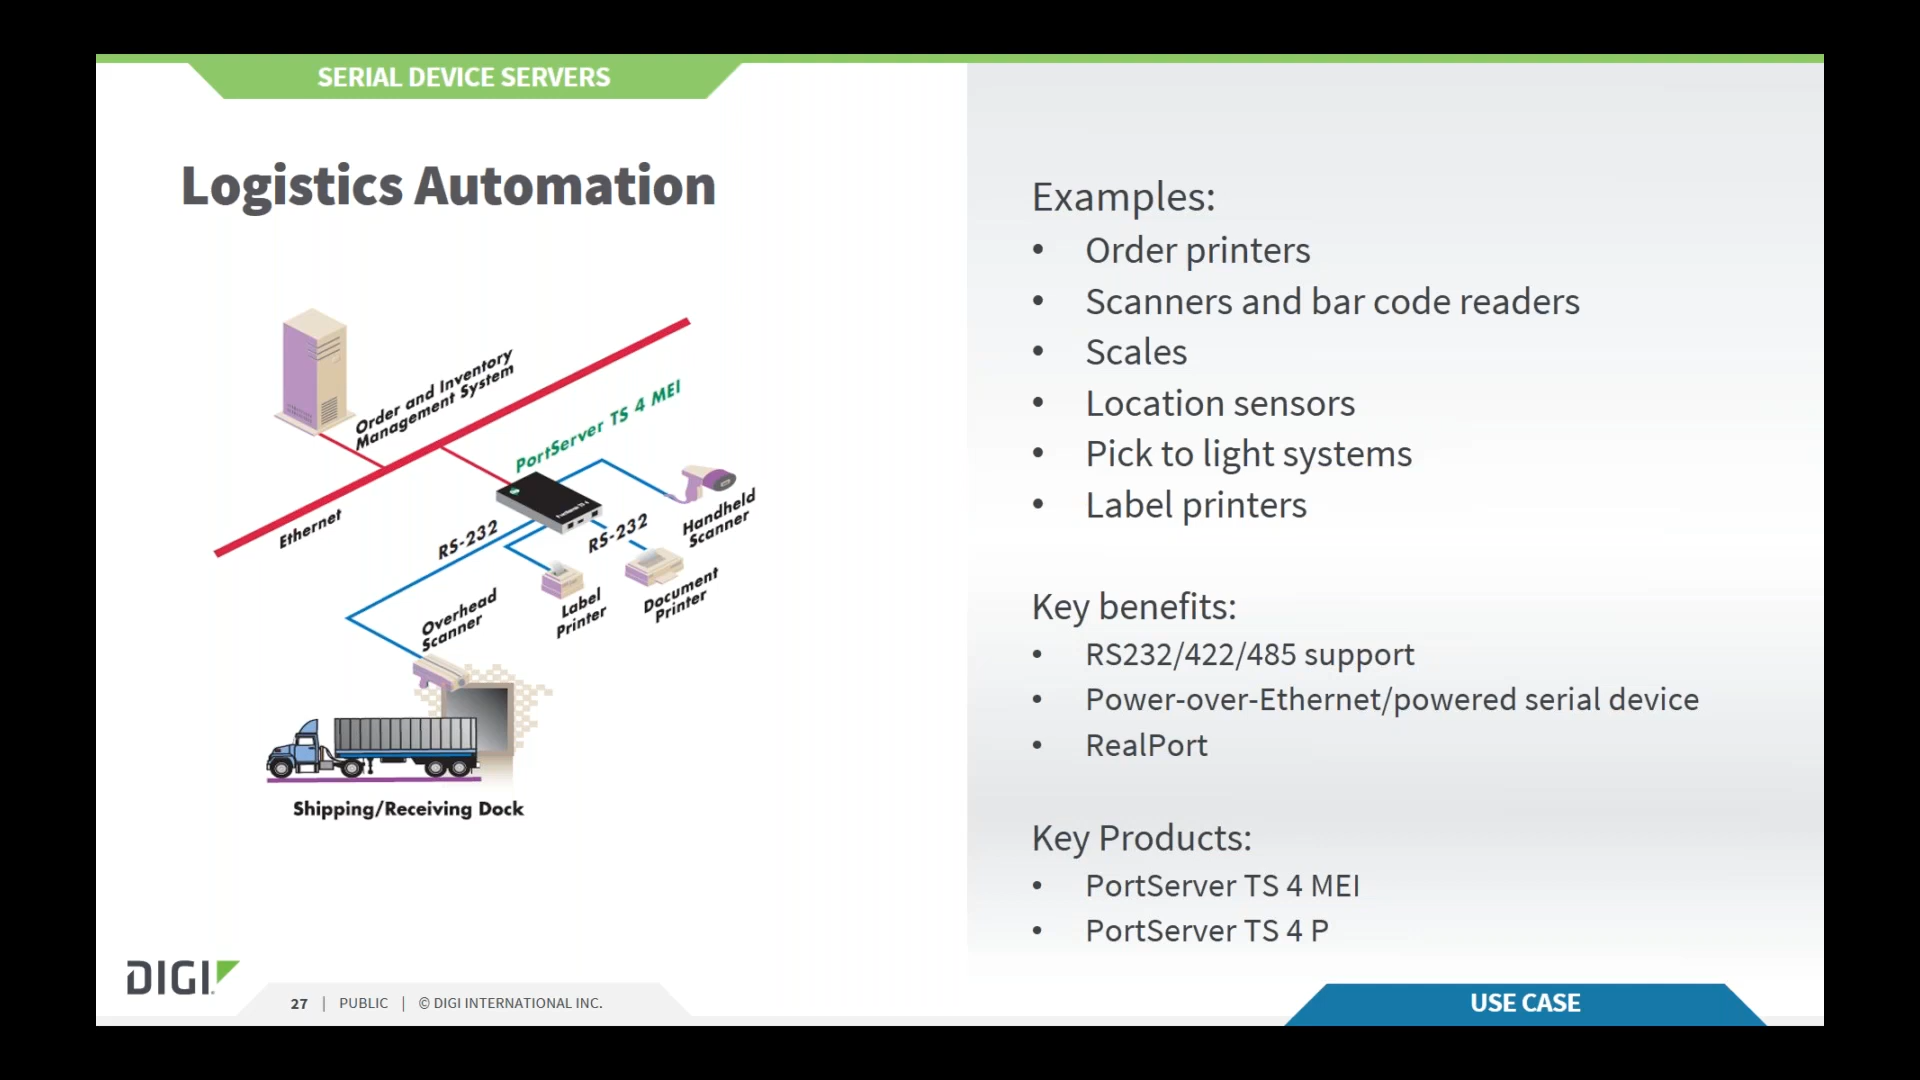 SERIAL DEVICE SERVERS
Logistics Automation
Order and Inventory
Management System
PortServer TS 4 MEI
Ethernet
RS-232
RS-232
Handheld
Scanner
Overhead
Scanner
Label
Printer
Document
Printer
Shipping/Receiving Dock
Examples:
• Order printers
• Scanners and bar code readers
• Scales
• Location sensors
• Pick to light systems
• Label printers
Key benefits:
• RS232/422/485 support
• Power-over-Ethernet/powered serial device
• RealPort
Key Products:
• PortServer TS 4 MEI
• PortServer TS 4 P
DIGI
27 | PUBLIC | © DIGI INTERNATIONAL INC.
USE CASE